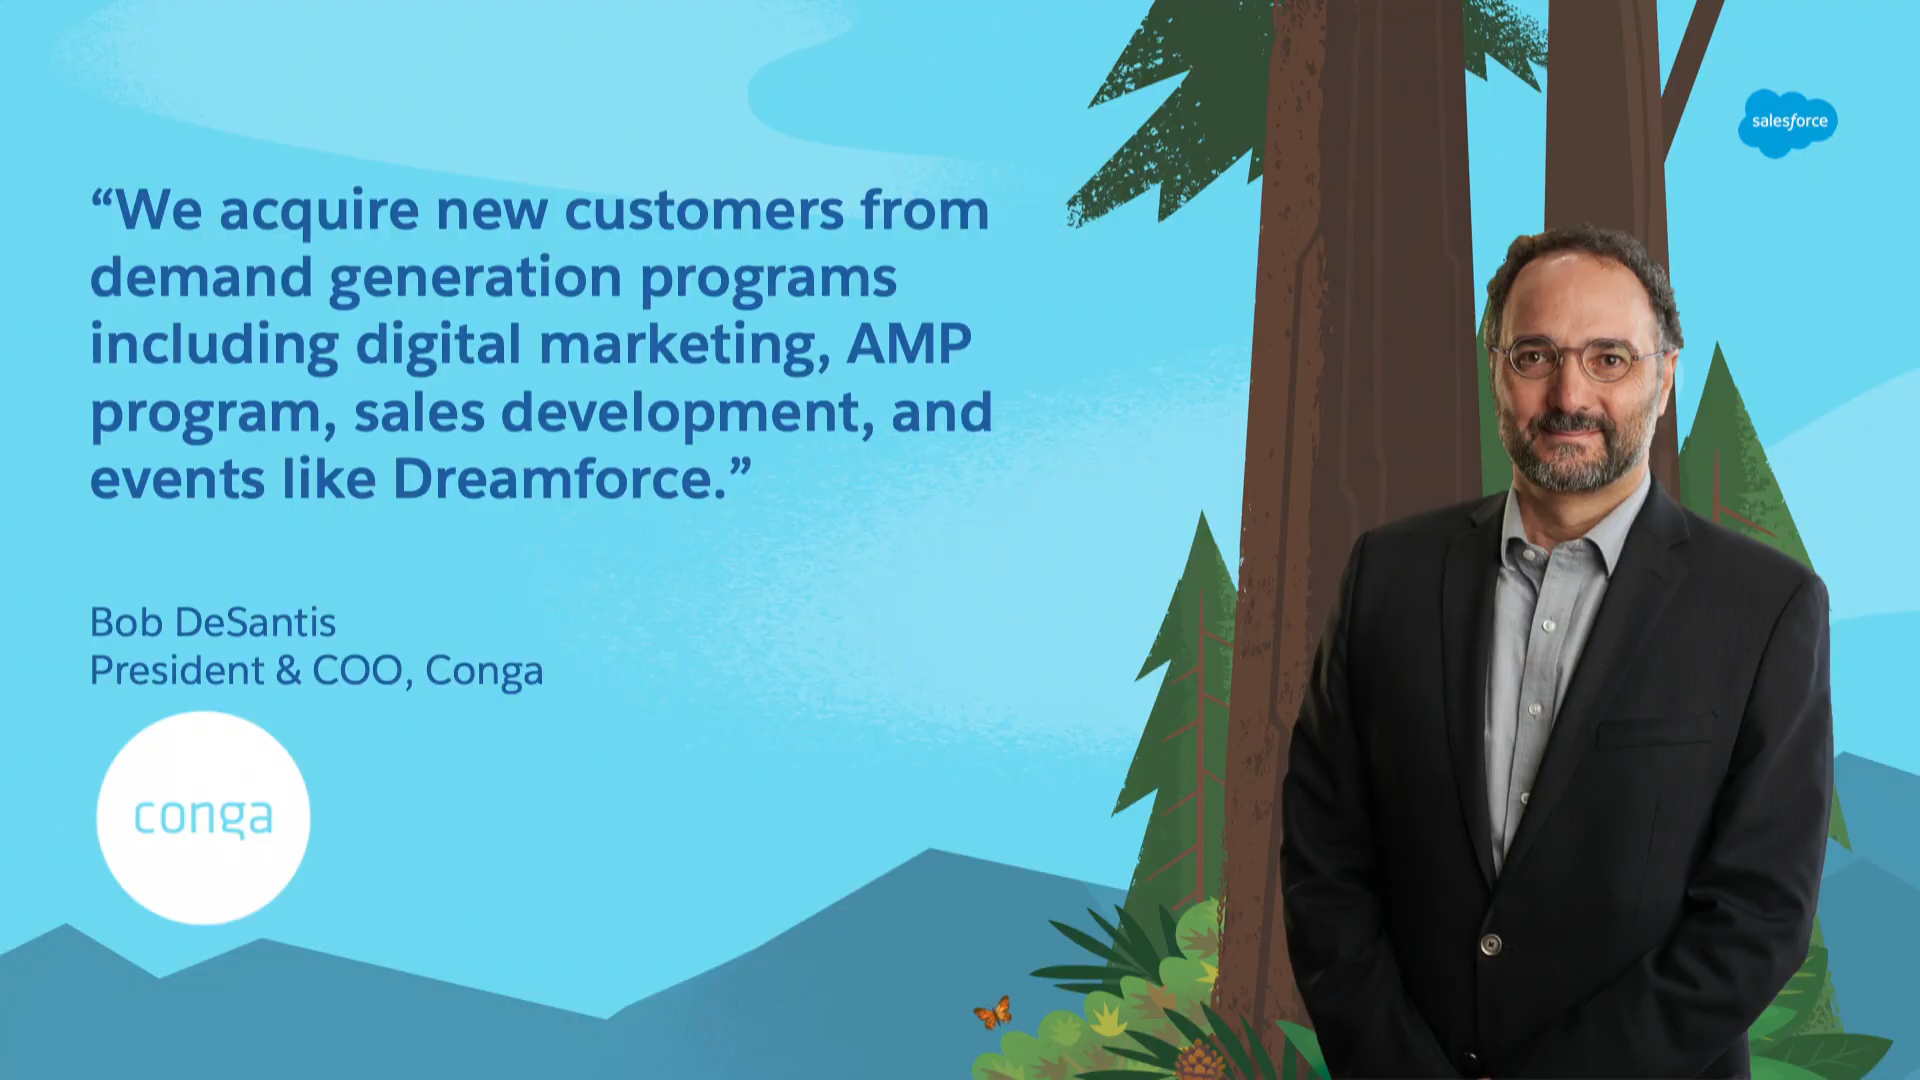 salesforce
“We acquire new customers from
demand generation programs
including digital marketing, AMP
program, sales development, and
events like Dreamforce.”
Bob DeSantis
President & COO, Conga
conga